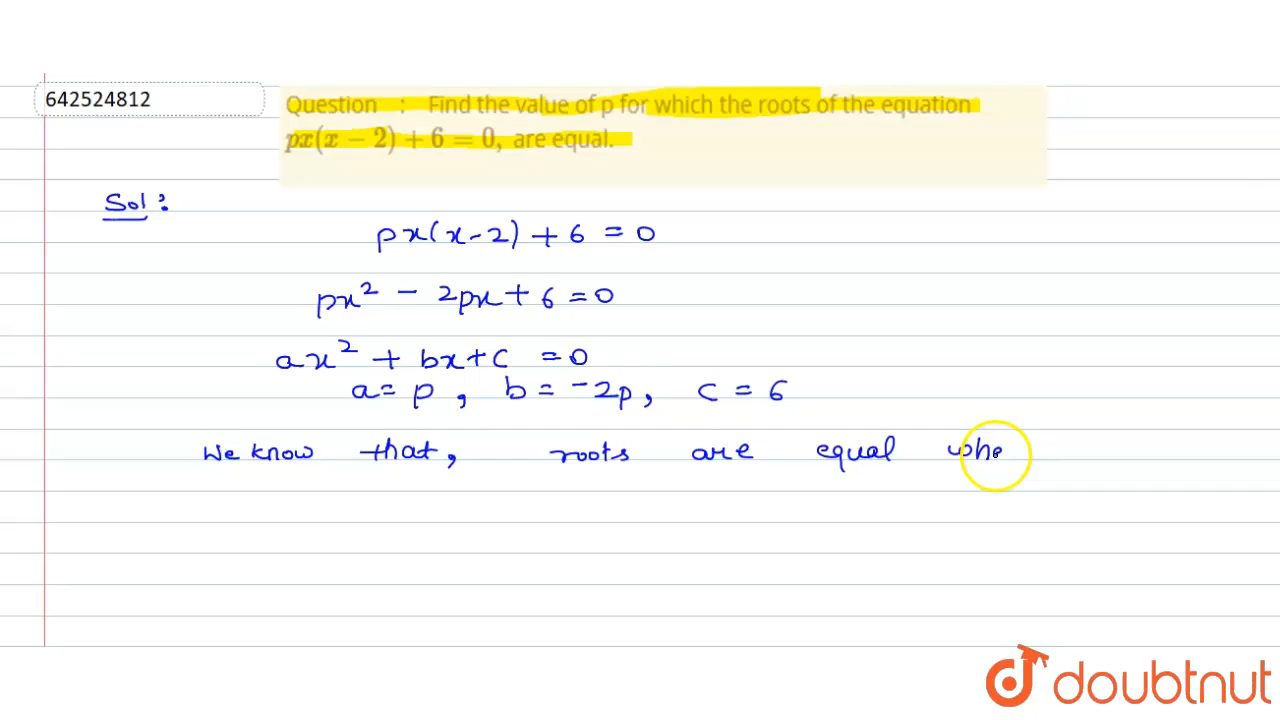 642524812
Question : Find the value of p for which the roots of the equation
px(x − 2) + 6 = 0, are equal.
Sol:
px(x-2) + 6 = 0
px² - 2px + 6 = 0
ax² + bx + c = 0
a = p, b = -2p, c = 6
We know that, roots are equal whe
doubtnut